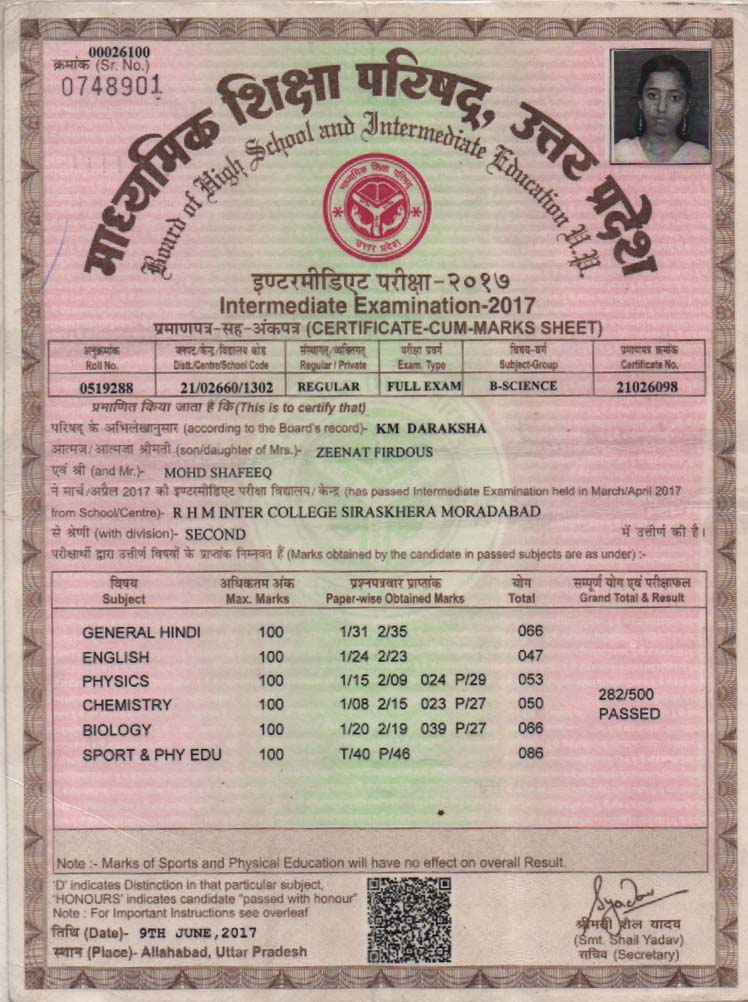 00026100
क्रमांक (Sr. No.)
0748901
माध्यमिक शिक्षा परिषद्, उत्तर प्रदेश
Board of High School and Intermediate Education U.P.
माध्यमिक शिक्षा परिषद्
उत्तर प्रदेश
इण्टरमीडिएट परीक्षा-२०१७
Intermediate Examination-2017
प्रमाणपत्र-सह-अंकपत्र (CERTIFICATE-CUM-MARKS SHEET)
अनुक्रमांक जनपद/केन्द्र/विद्यालय कोड संस्थागत/व्यक्तिगत परीक्षा प्रवर्ग विषय-वर्ग प्रमाणपत्र क्रमांक
Roll No. Distt./Centre/School Code Regular / Private Exam. Type Subject-Group Certificate No.
0519288 21/02660/1302 REGULAR FULL EXAM B-SCIENCE 21026098
प्रमाणित किया जाता है कि(This is to certify that)
परिषद् के अभिलेखानुसार (according to the Board's record)- KM DARAKSHA
आत्मज/आत्मजा श्रीमती (son/daughter of Mrs.)- ZEENAT FIRDOUS
एवं श्री (and Mr.)- MOHD SHAFEEQ
ने मार्च/अप्रैल 2017 की इण्टरमीडिएट परीक्षा विद्यालय/केन्द्र (has passed Intermediate Examination held in March/April 2017
from School/Centre)- R H M INTER COLLEGE SIRASKHERA MORADABAD
से श्रेणी (with division)- SECOND में उत्तीर्ण की है।
परीक्षार्थी द्वारा उत्तीर्ण विषयों के प्राप्तांक निम्नवत् हैं (Marks obtained by the candidate in passed subjects are as under) :-
विषय अधिकतम अंक प्रश्नपत्रवार प्राप्तांक योग सम्पूर्ण योग एवं परीक्षाफल
Subject Max. Marks Paper-wise Obtained Marks Total Grand Total & Result
GENERAL HINDI 100 1/31 2/35 066
ENGLISH 100 1/24 2/23 047
PHYSICS 100 1/15 2/09 024 P/29 053
282/500
CHEMISTRY 100 1/08 2/15 023 P/27 050
PASSED
BIOLOGY 100 1/20 2/19 039 P/27 066
SPORT & PHY EDU 100 T/40 P/46 086
Note :- Marks of Sports and Physical Education will have no effect on overall Result.
'D' indicates Distinction in that particular subject,
'HONOURS' indicates candidate "passed with honour"
Note : For Important Instructions see overleaf
तिथि (Date)- 9TH JUNE,2017
स्थान (Place)- Allahabad, Uttar Pradesh
श्रीमती शैल यादव
(Smt. Shail Yadav)
सचिव (Secretary)